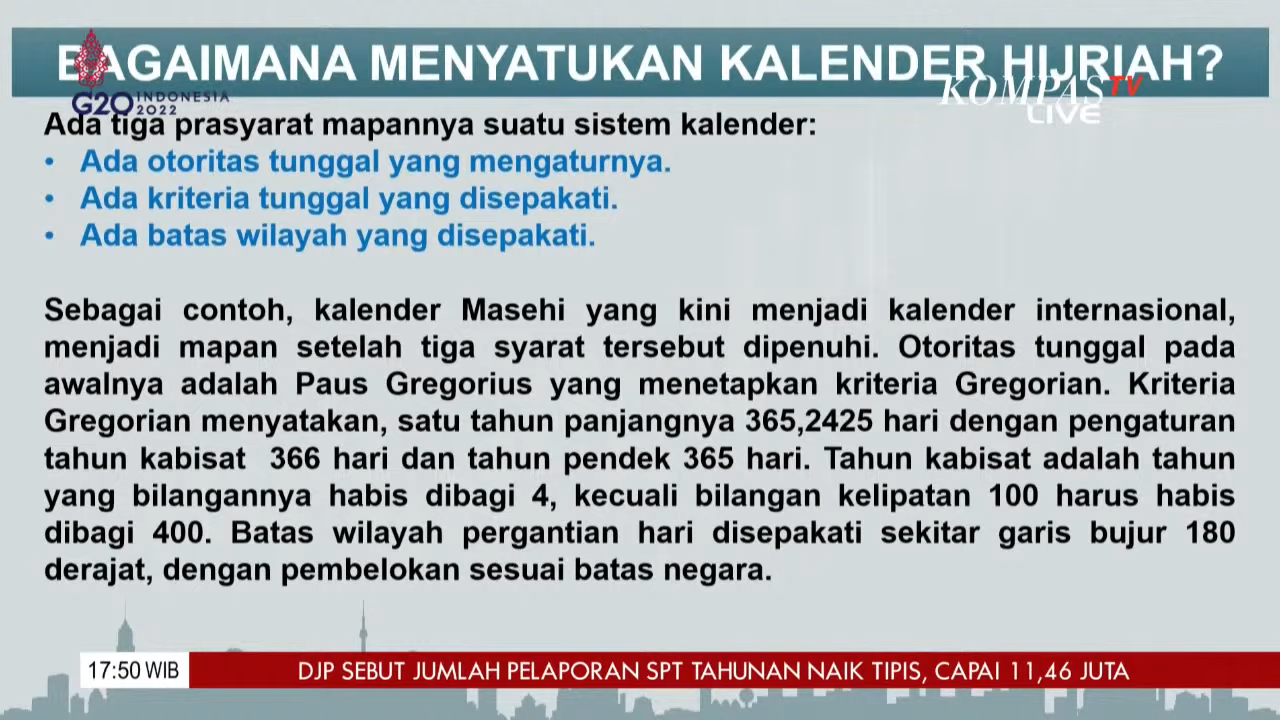 BAGAIMANA MENYATUKAN KALENDER HIJRIAH?
G20 INDONESIA 2022
KOMPAS TV
LIVE
Ada tiga prasyarat mapannya suatu sistem kalender:
• Ada otoritas tunggal yang mengaturnya.
• Ada kriteria tunggal yang disepakati.
• Ada batas wilayah yang disepakati.
Sebagai contoh, kalender Masehi yang kini menjadi kalender internasional,
menjadi mapan setelah tiga syarat tersebut dipenuhi. Otoritas tunggal pada
awalnya adalah Paus Gregorius yang menetapkan kriteria Gregorian. Kriteria
Gregorian menyatakan, satu tahun panjangnya 365,2425 hari dengan pengaturan
tahun kabisat 366 hari dan tahun pendek 365 hari. Tahun kabisat adalah tahun
yang bilangannya habis dibagi 4, kecuali bilangan kelipatan 100 harus habis
dibagi 400. Batas wilayah pergantian hari disepakati sekitar garis bujur 180
derajat, dengan pembelokan sesuai batas negara.
17:50 WIB
DJP SEBUT JUMLAH PELAPORAN SPT TAHUNAN NAIK TIPIS, CAPAI 11,46 JUTA